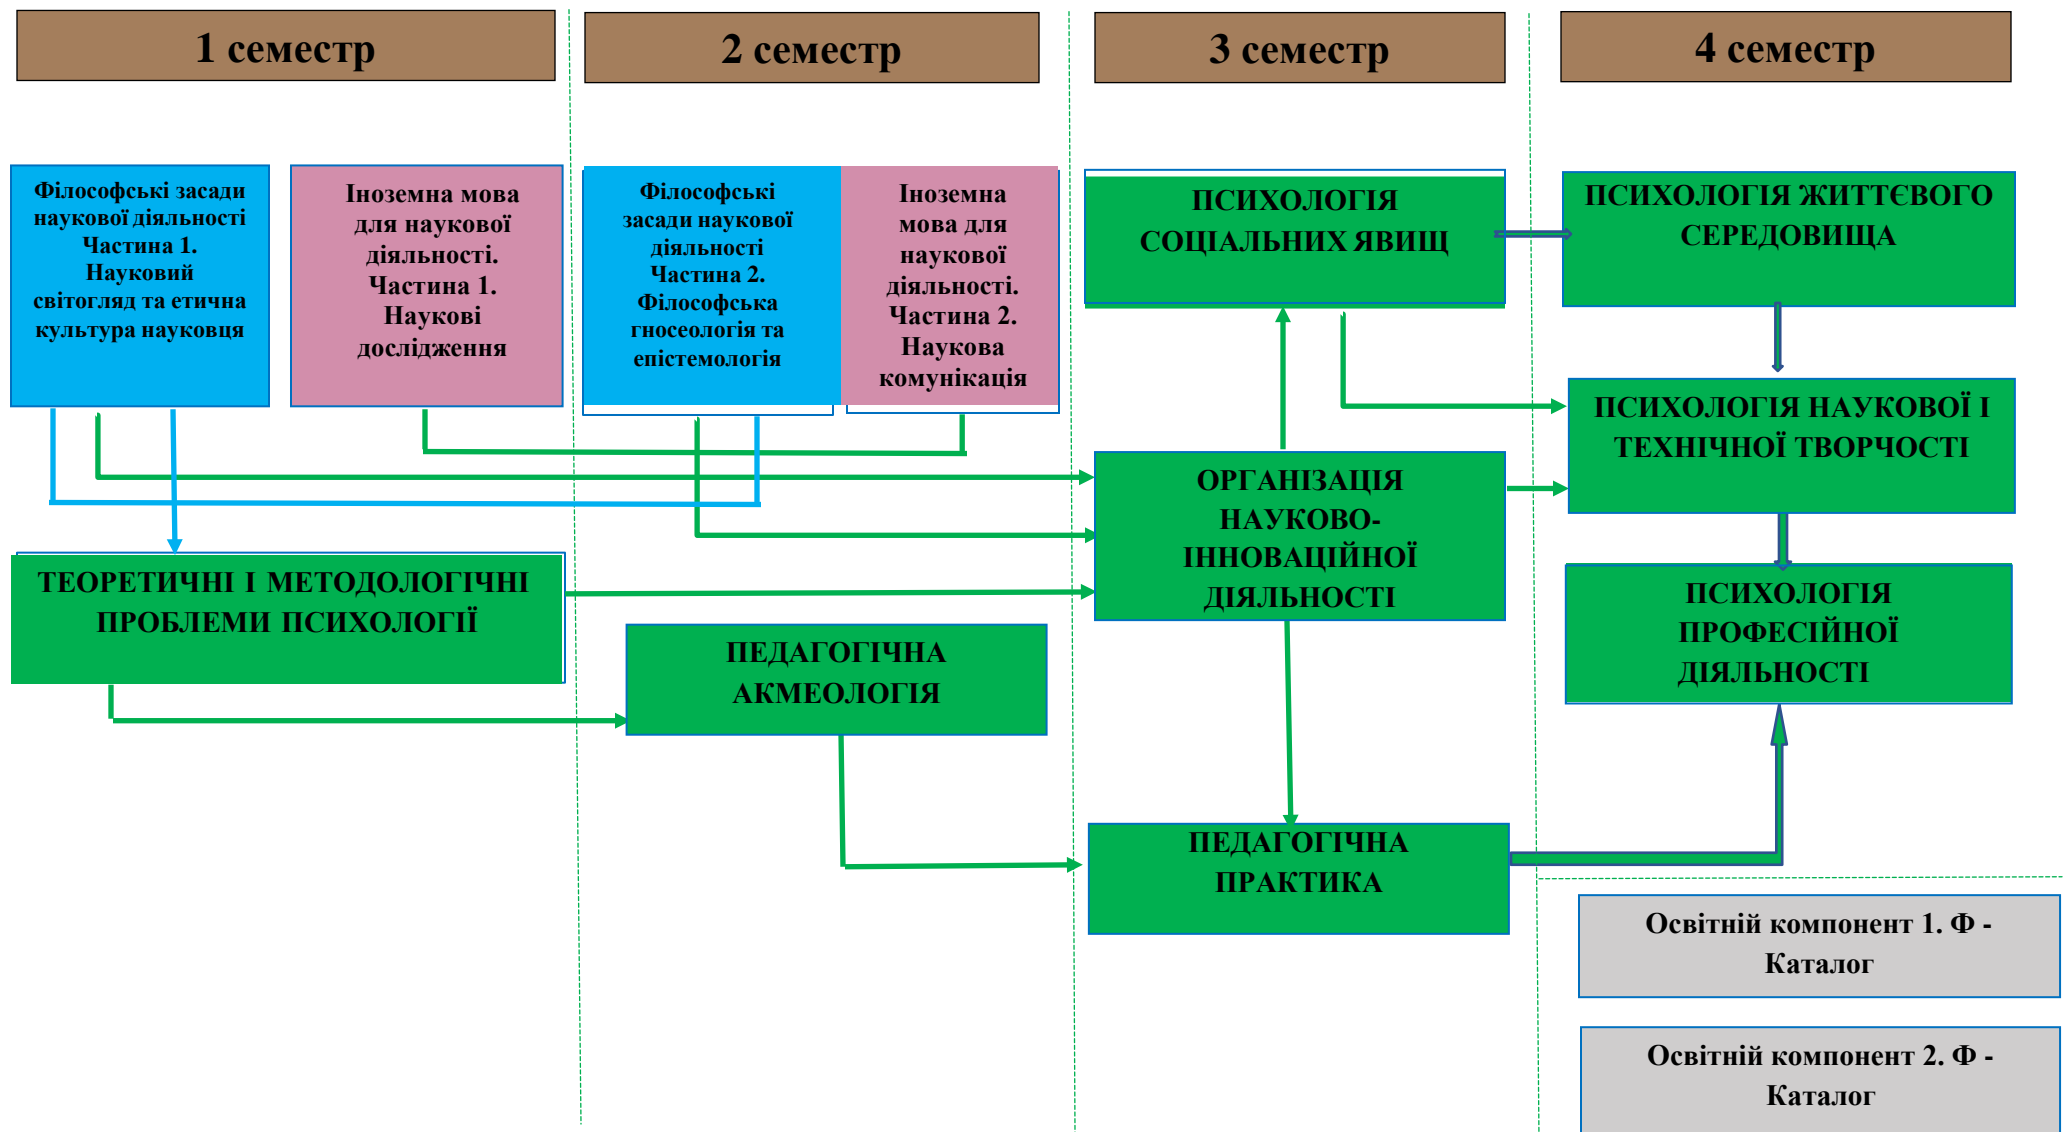 1 семестр
2 семестр
3 семестр
4 семестр
Філософські засади
наукової діяльності
Частина 1.
Науковий
світогляд та етична
культура науковця
Іноземна мова
для наукової
діяльності.
Частина 1.
Наукові
дослідження
Філософські
засади наукової
діяльності
Частина 2.
Філософська
гносеологія та
епістемологія
Іноземна
мова для
наукової
діяльності.
Частина 2.
Наукова
комунікація
ПСИХОЛОГІЯ
СОЦІАЛЬНИХ ЯВИЩ
ПСИХОЛОГІЯ ЖИТТЄВОГО
СЕРЕДОВИЩА
ПСИХОЛОГІЯ НАУКОВОЇ І
ТЕХНІЧНОЇ ТВОРЧОСТІ
ОРГАНІЗАЦІЯ
НАУКОВО-
ІННОВАЦІЙНОЇ
ДІЯЛЬНОСТІ
ТЕОРЕТИЧНІ І МЕТОДОЛОГІЧНІ
ПРОБЛЕМИ ПСИХОЛОГІЇ
ПЕДАГОГІЧНА
АКМЕОЛОГІЯ
ПСИХОЛОГІЯ
ПРОФЕСІЙНОЇ
ДІЯЛЬНОСТІ
ПЕДАГОГІЧНА
ПРАКТИКА
Освітній компонент 1. Ф -
Каталог
Освітній компонент 2. Ф -
Каталог